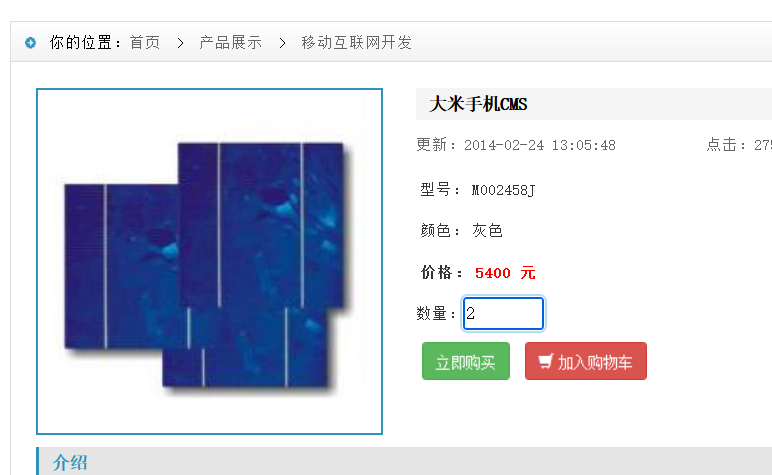 你的位置：首页 > 产品展示 > 移动互联网开发
大米手机CMS
更新：2014-02-24 13:05:48 点击：275
型号： M002458J
颜色： 灰色
价格： 5400 元
数量：2
立即购买 加入购物车
介绍